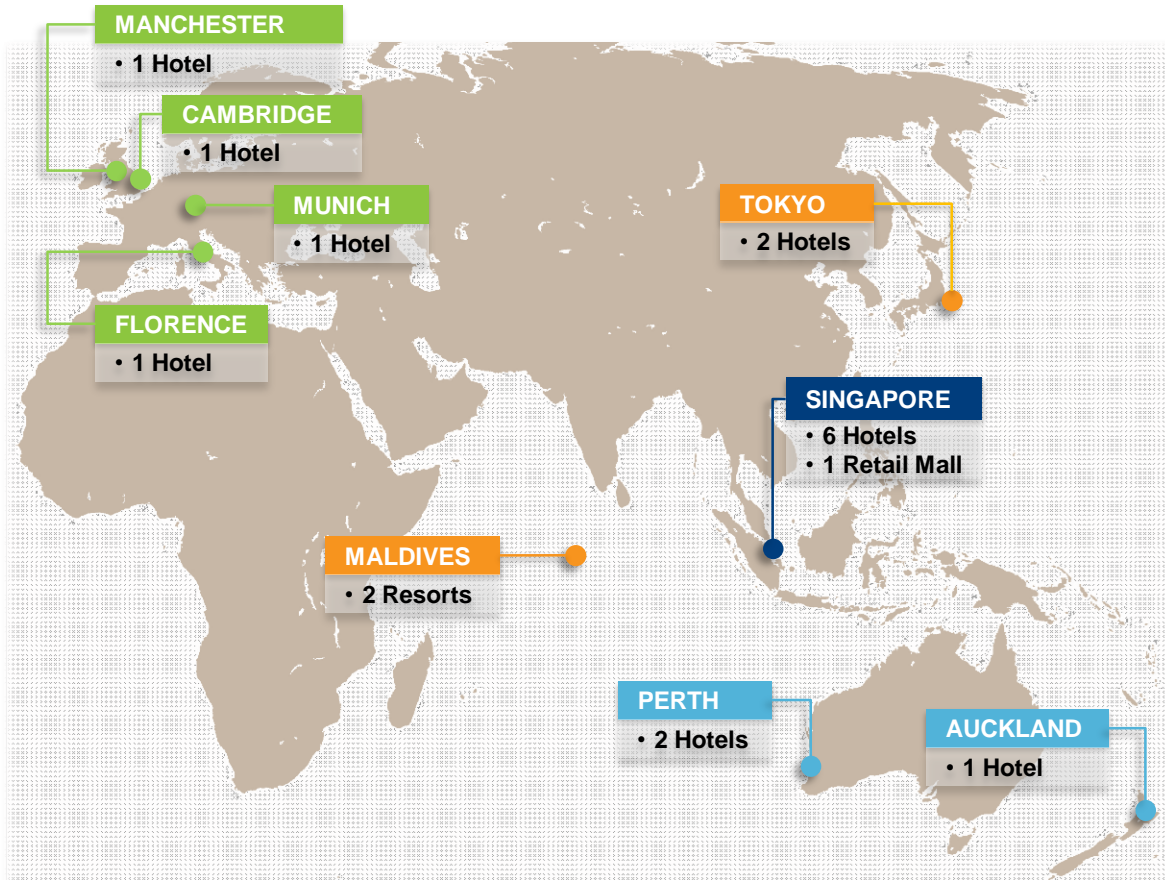 MANCHESTER
• 1 Hotel
CAMBRIDGE
• 1 Hotel
MUNICH
• 1 Hotel
FLORENCE
• 1 Hotel
TOKYO
• 2 Hotels
SINGAPORE
• 6 Hotels
• 1 Retail Mall
MALDIVES
• 2 Resorts
PERTH
• 2 Hotels
AUCKLAND
• 1 Hotel